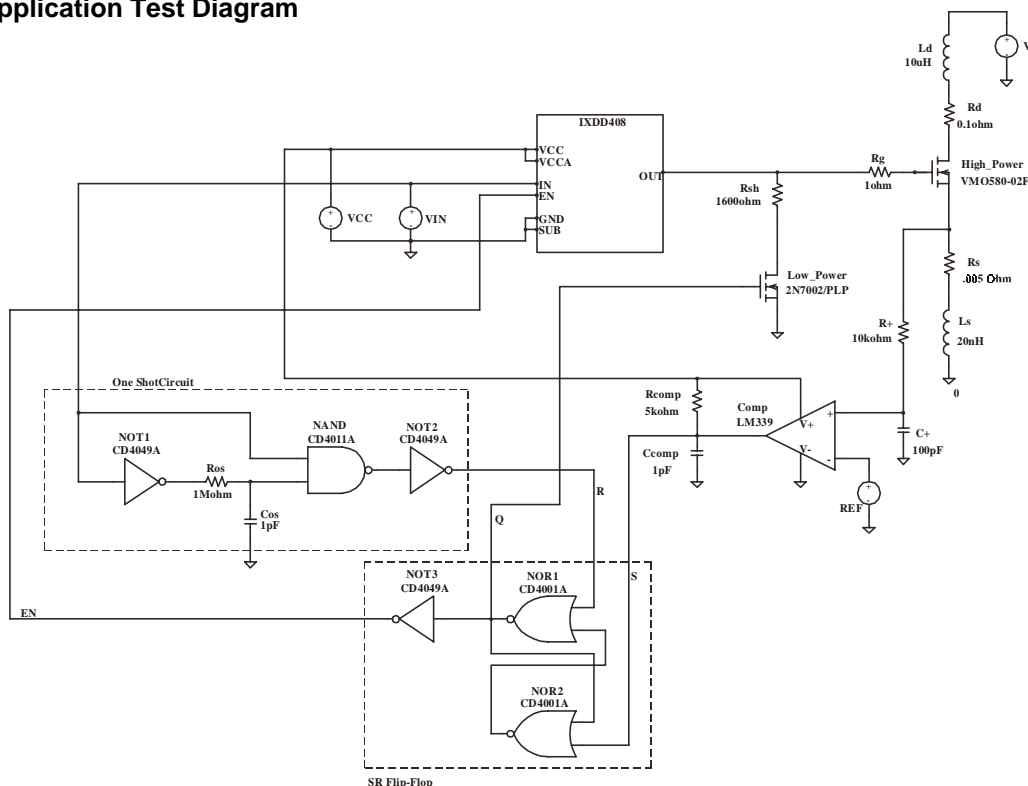 pplication Test Diagram
Ld
10uH
V
Rd
0.1ohm
IXDD408
VCC
VCCA
IN
EN
GND
SUB
OUT
Rg
1ohm
High_Power
VMO580-02F
Rsh
1600ohm
VCC
VIN
Low_Power
2N7002/PLP
Rs
.005 Ohm
R+
10kohm
Ls
20nH
0
One ShotCircuit
Rcomp
5kohm
Comp
LM339
V+
V-
+
-
C+
100pF
Ccomp
1pF
REF
NOT1
CD4049A
Ros
1Mohm
Cos
1pF
NAND
CD4011A
NOT2
CD4049A
R
Q
S
NOT3
CD4049A
NOR1
CD4001A
EN
NOR2
CD4001A
SR Flip-Flop